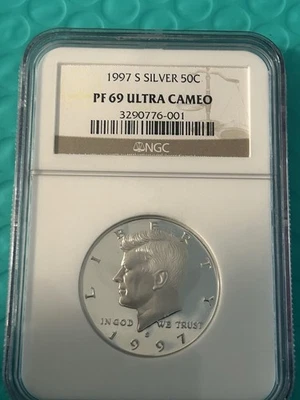 1997 S SILVER 50C
PF 69 ULTRA CAMEO
3290776-001
NGC
LIBERTY
IN GOD WE TRUST
S
1997